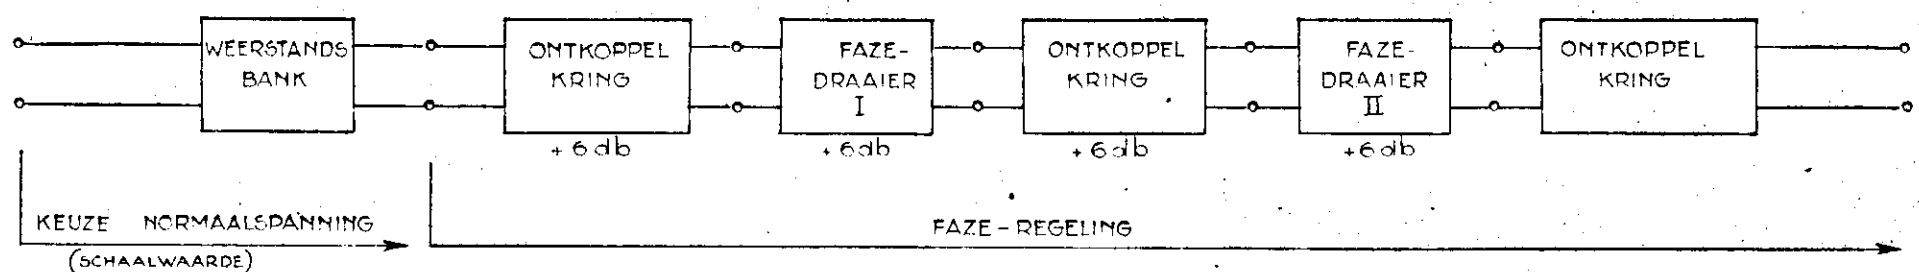 WEERSTANDS
BANK
ONTKOPPEL
KRING
+6db
FAZE-
DRAAIER
I
+6db
ONTKOPPEL
KRING
+6db
FAZE-
DRAAIER
II
+6db
ONTKOPPEL
KRING
KEUZE NORMAALSPANNING
(SCHAALWAARDE)
FAZE-REGELING